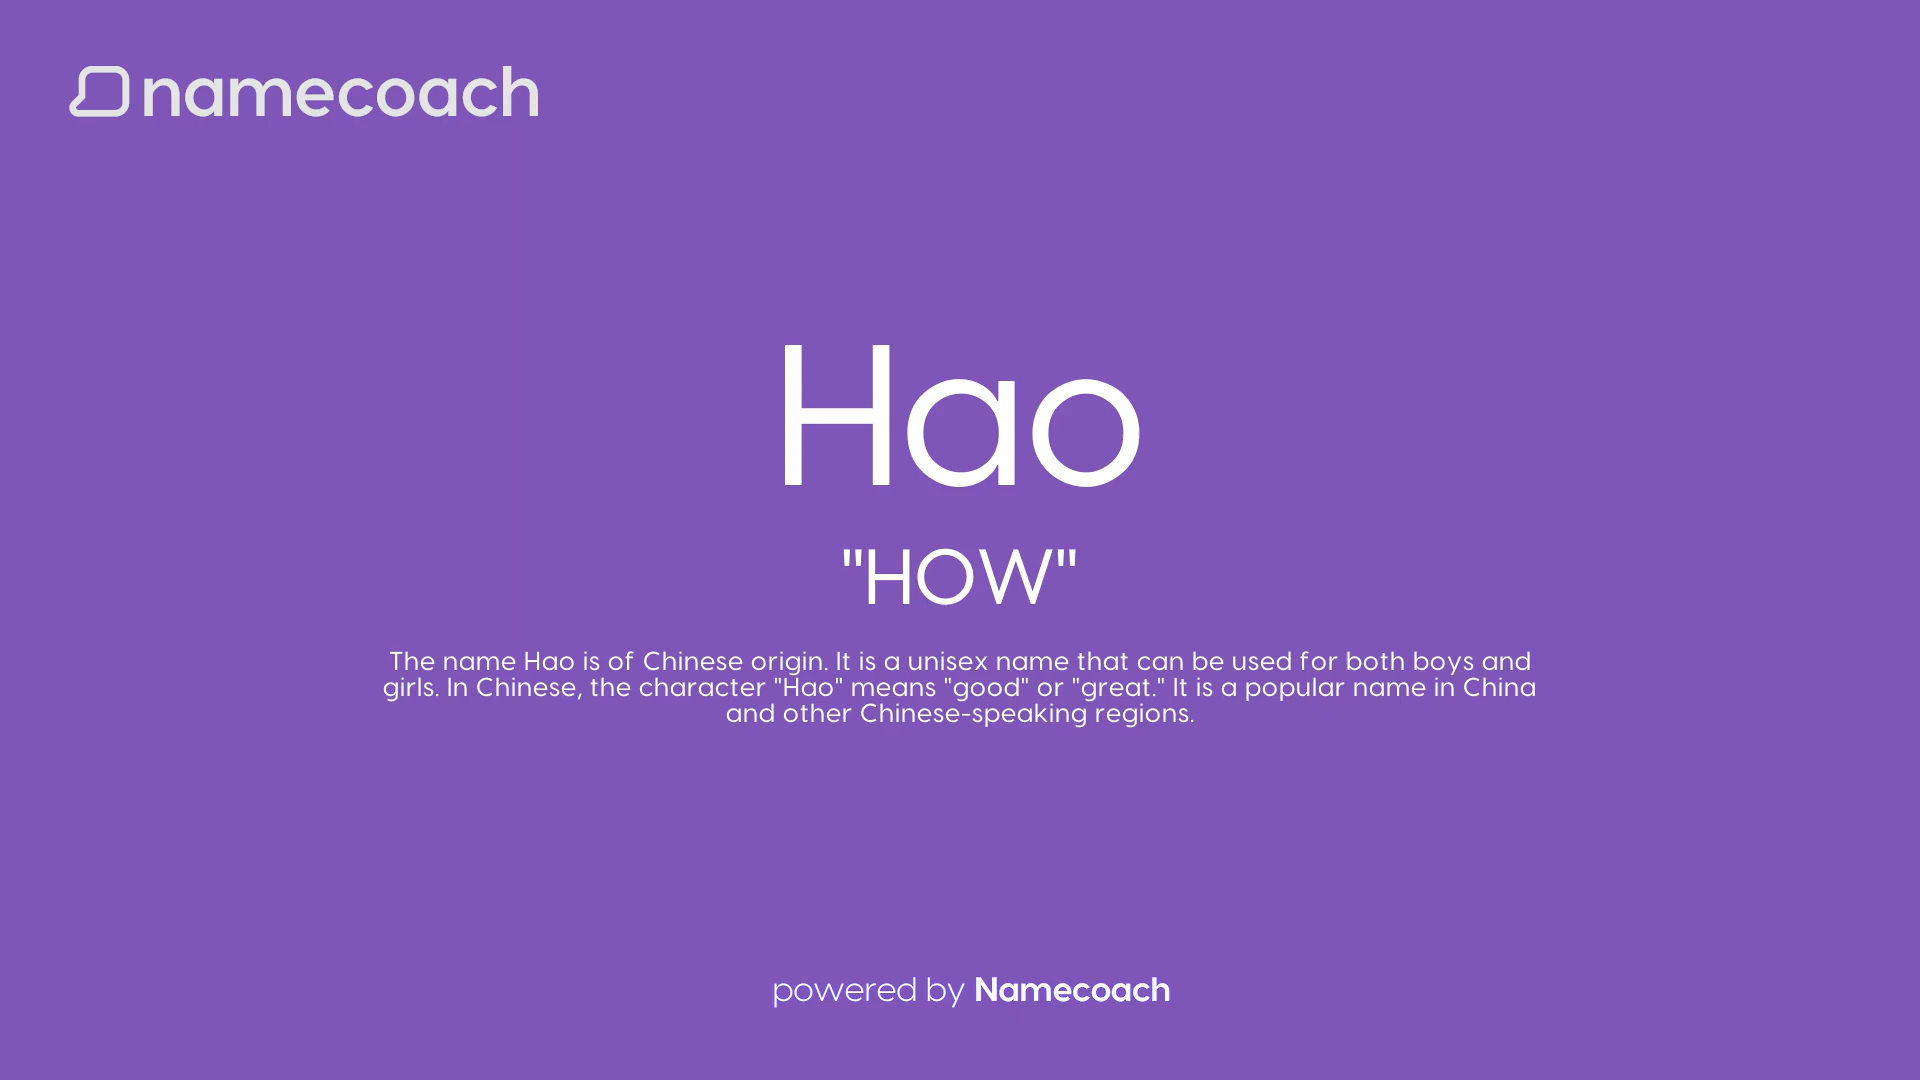 namecoach
Hao
"HOW"
The name Hao is of Chinese origin. It is a unisex name that can be used for both boys and
girls. In Chinese, the character "Hao" means "good" or "great." It is a popular name in China
and other Chinese-speaking regions.
powered by Namecoach